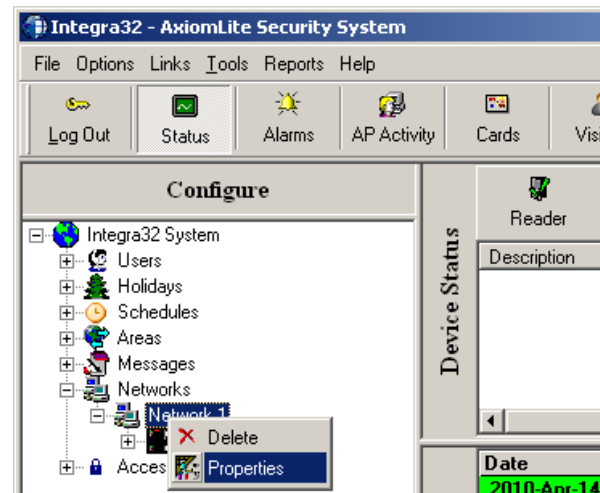 Integra32 - AxiomLite Security System
File Options Links Tools Reports Help
Log Out Status Alarms AP Activity Cards
Configure
Integra32 System
Users
Holidays
Schedules
Areas
Messages
Networks
Network 1
Delete
Properties
Device Status
Reader
Description
Date
2010-Apr-14